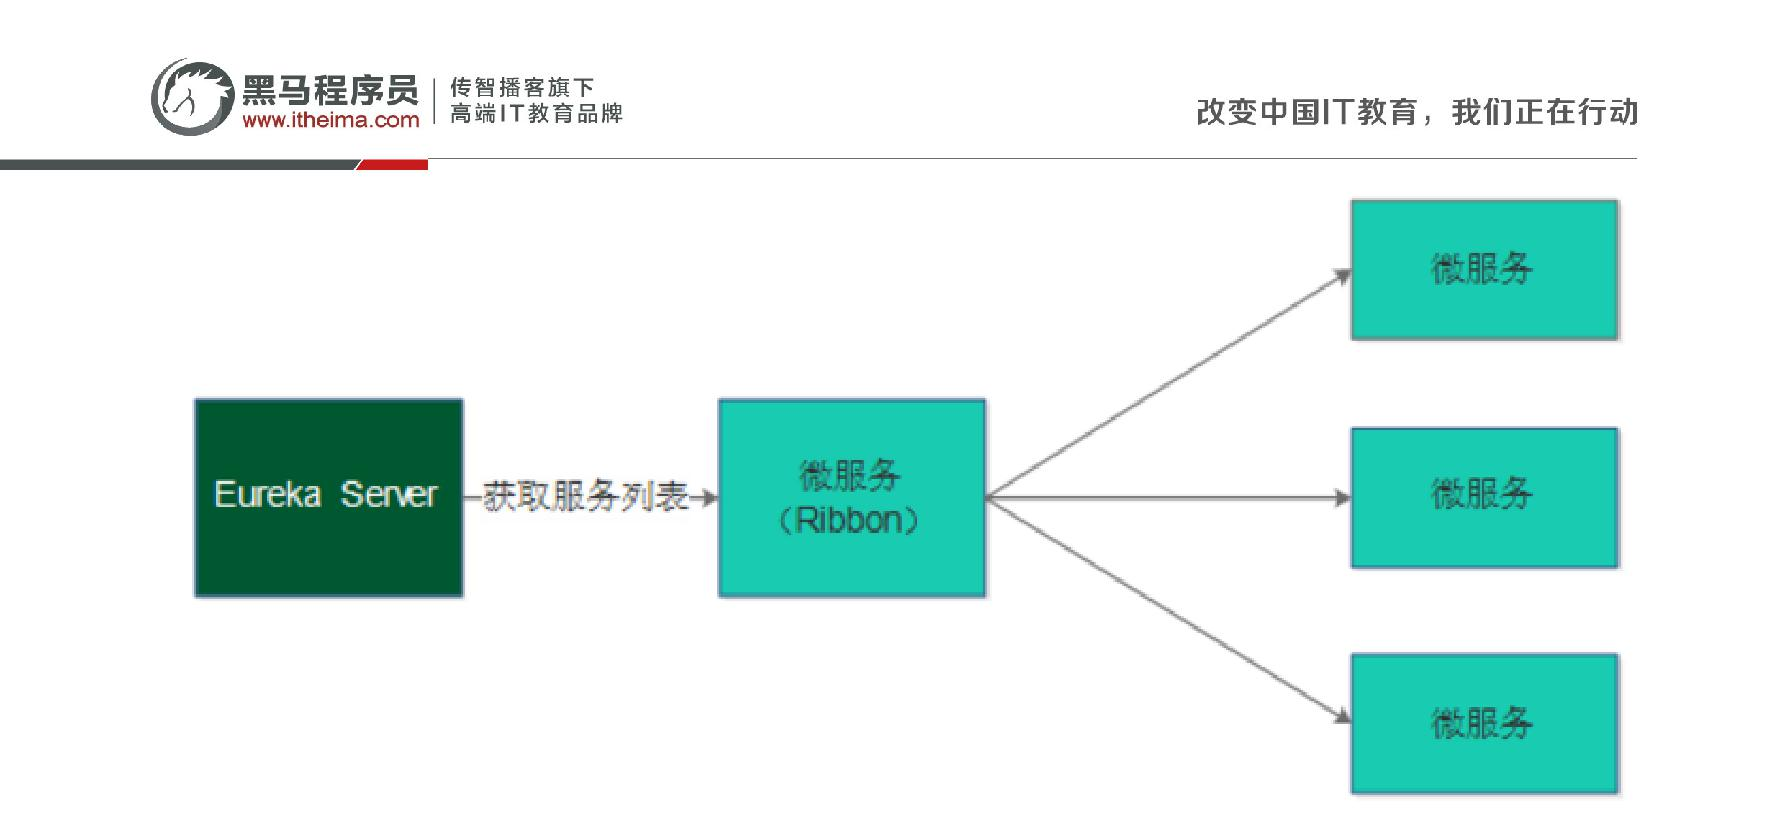 黑马程序员
www.itheima.com
传智播客旗下
高端IT教育品牌
改变中国IT教育，我们正在行动
微服务
Eureka Server
获取服务列表
微服务
（Ribbon）
微服务
微服务